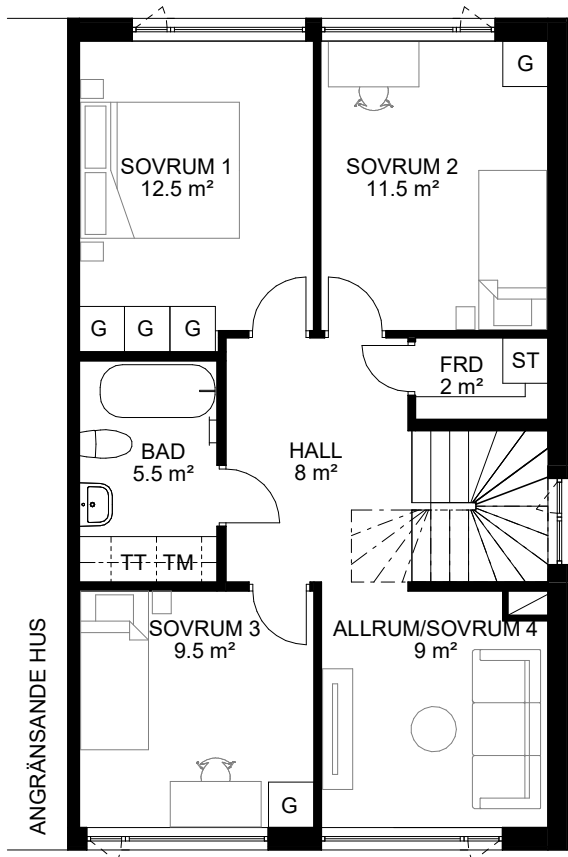 G
SOVRUM 1
12.5 m²
SOVRUM 2
11.5 m²
G G G
FRD
2 m²
ST
BAD
5.5 m²
HALL
8 m²
TT TM
SOVRUM 3
9.5 m²
ALLRUM/SOVRUM 4
9 m²
G
ANGRÄNSANDE HUS